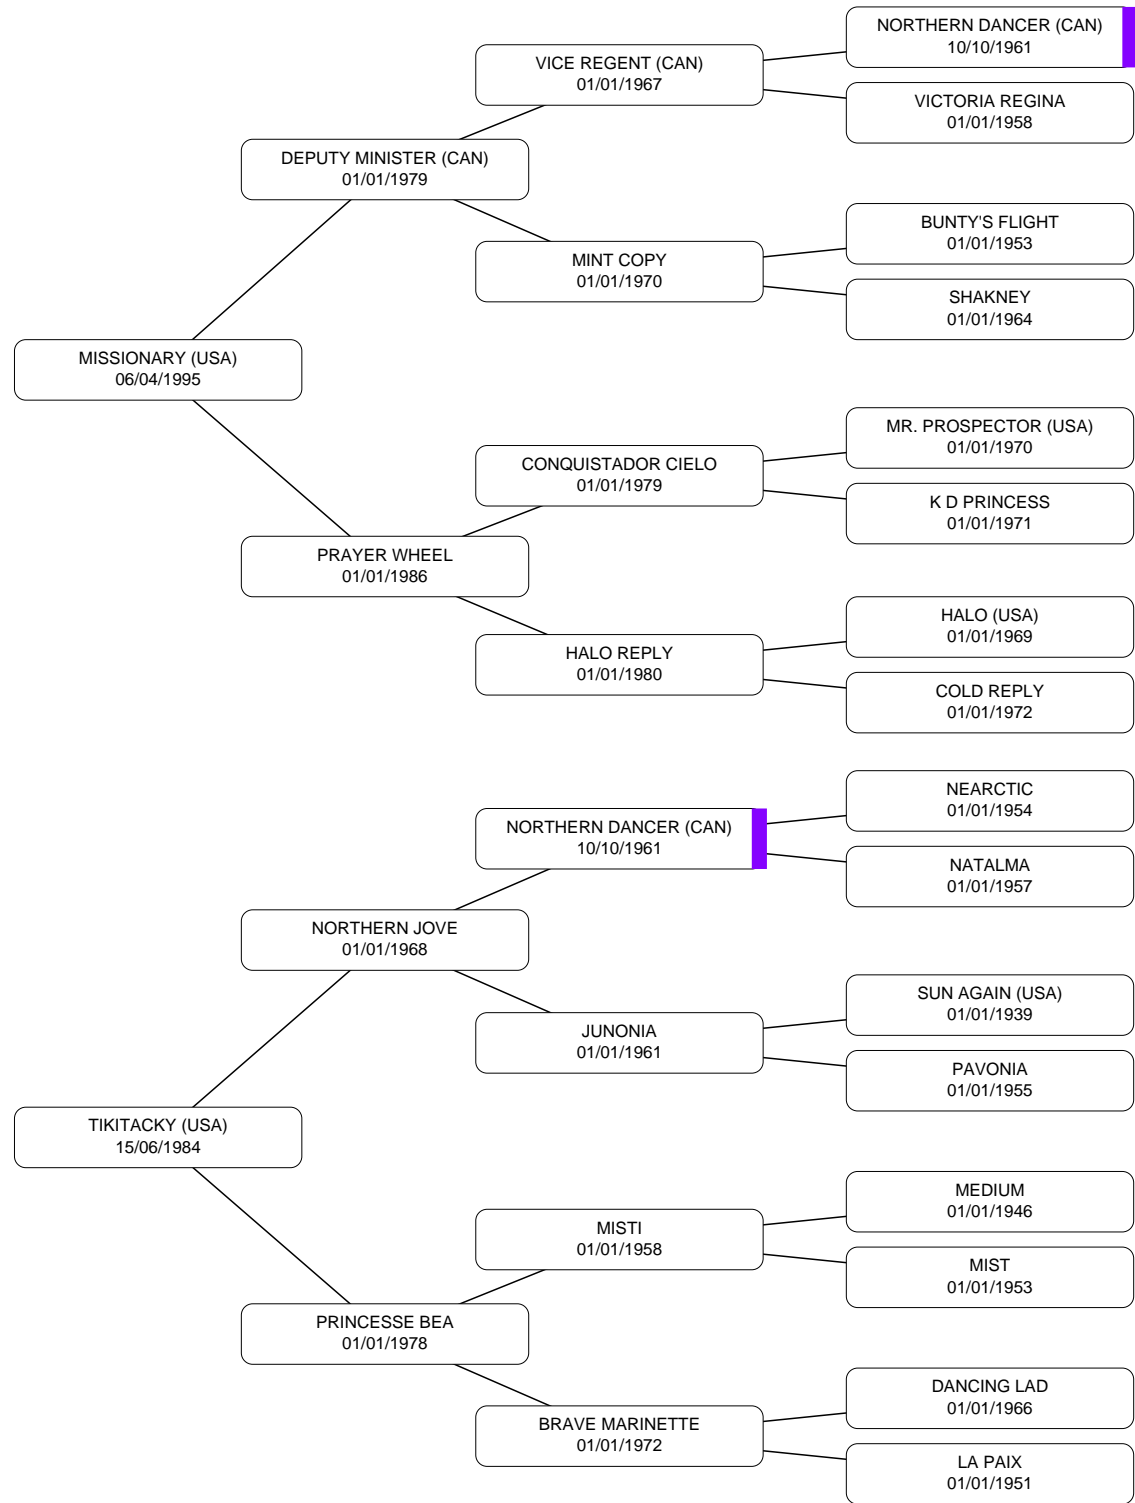 NORTHERN DANCER (CAN)
10/10/1961
VICE REGENT (CAN)
01/01/1967
VICTORIA REGINA
01/01/1958
DEPUTY MINISTER (CAN)
01/01/1979
BUNTY'S FLIGHT
01/01/1953
MINT COPY
01/01/1970
SHAKNEY
01/01/1964
MISSIONARY (USA)
06/04/1995
MR. PROSPECTOR (USA)
01/01/1970
CONQUISTADOR CIELO
01/01/1979
K D PRINCESS
01/01/1971
PRAYER WHEEL
01/01/1986
HALO (USA)
01/01/1969
HALO REPLY
01/01/1980
COLD REPLY
01/01/1972
NEARCTIC
01/01/1954
NORTHERN DANCER (CAN)
10/10/1961
NATALMA
01/01/1957
NORTHERN JOVE
01/01/1968
SUN AGAIN (USA)
01/01/1939
JUNONIA
01/01/1961
PAVONIA
01/01/1955
TIKITACKY (USA)
15/06/1984
MEDIUM
01/01/1946
MISTI
01/01/1958
MIST
01/01/1953
PRINCESSE BEA
01/01/1978
DANCING LAD
01/01/1966
BRAVE MARINETTE
01/01/1972
LA PAIX
01/01/1951